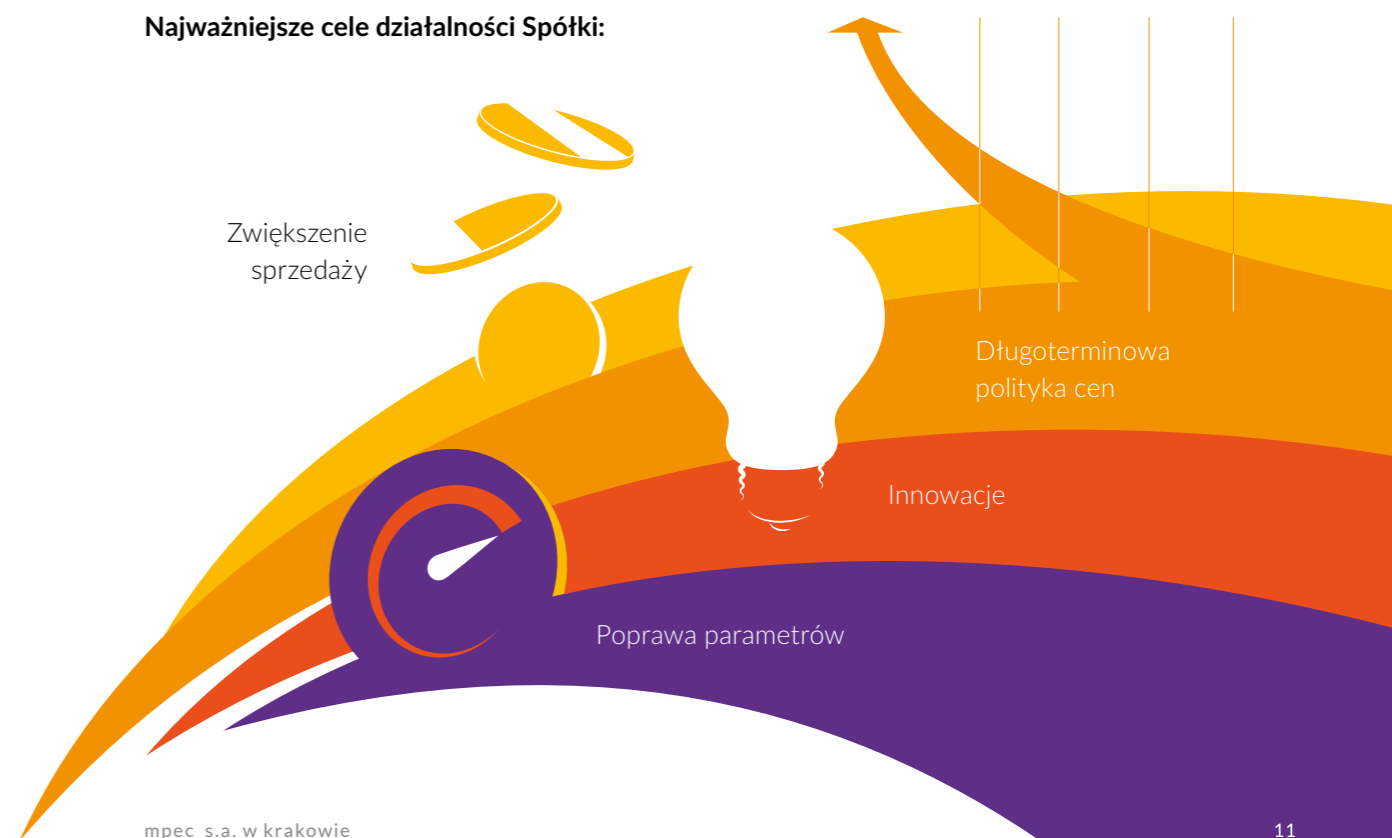 Najważniejsze cele działalności Spółki:
Zwiększenie
sprzedaży
Długoterminowa
polityka cen
Innowacje
Poprawa parametrów
mpec s.a. w krakowie
11